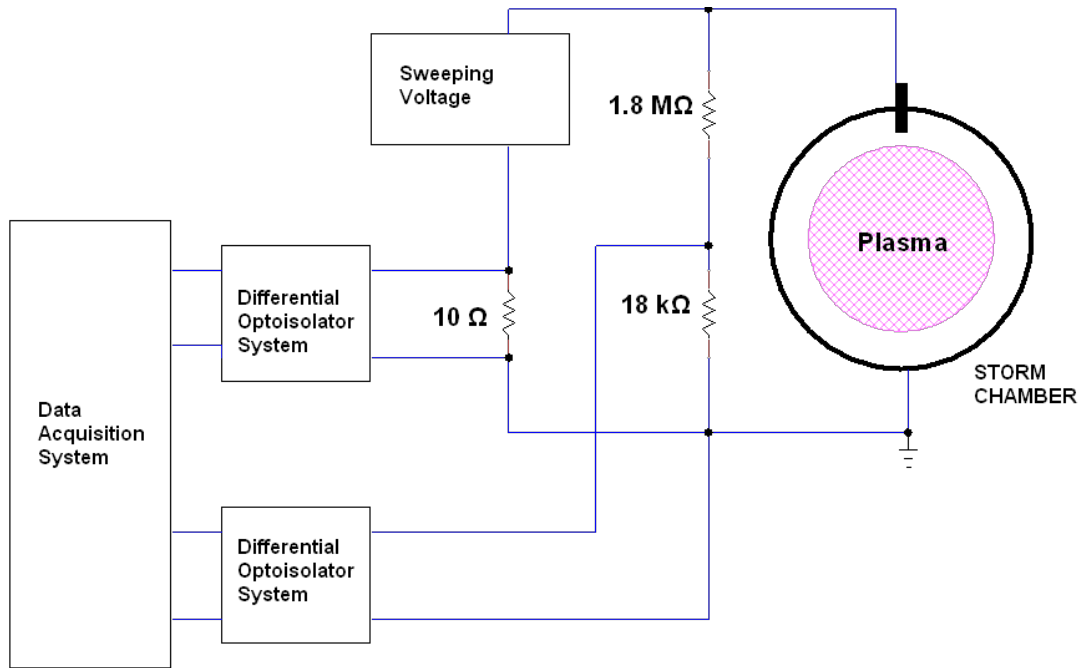 Sweeping
Voltage
1.8 MΩ
Plasma
Differential
Optoisolator
System
10 Ω
18 kΩ
STORM
CHAMBER
Data
Acquisition
System
Differential
Optoisolator
System